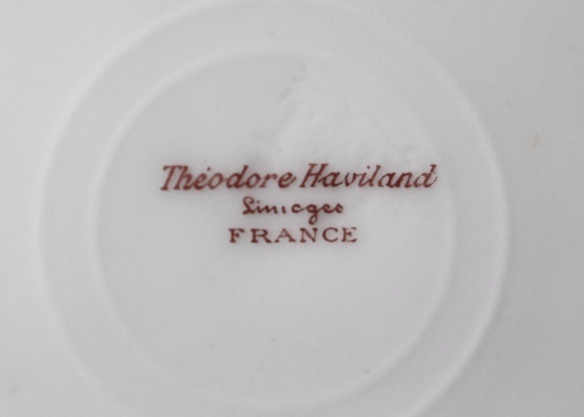 Théodore Haviland
Limoges
FRANCE